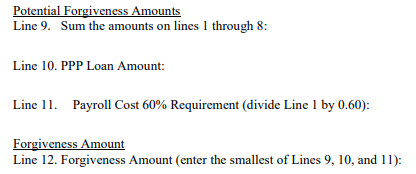 Potential Forgiveness Amounts
Line 9. Sum the amounts on lines 1 through 8:
Line 10. PPP Loan Amount:
Line 11. Payroll Cost 60% Requirement (divide Line 1 by 0.60):
Forgiveness Amount
Line 12. Forgiveness Amount (enter the smallest of Lines 9, 10, and 11):